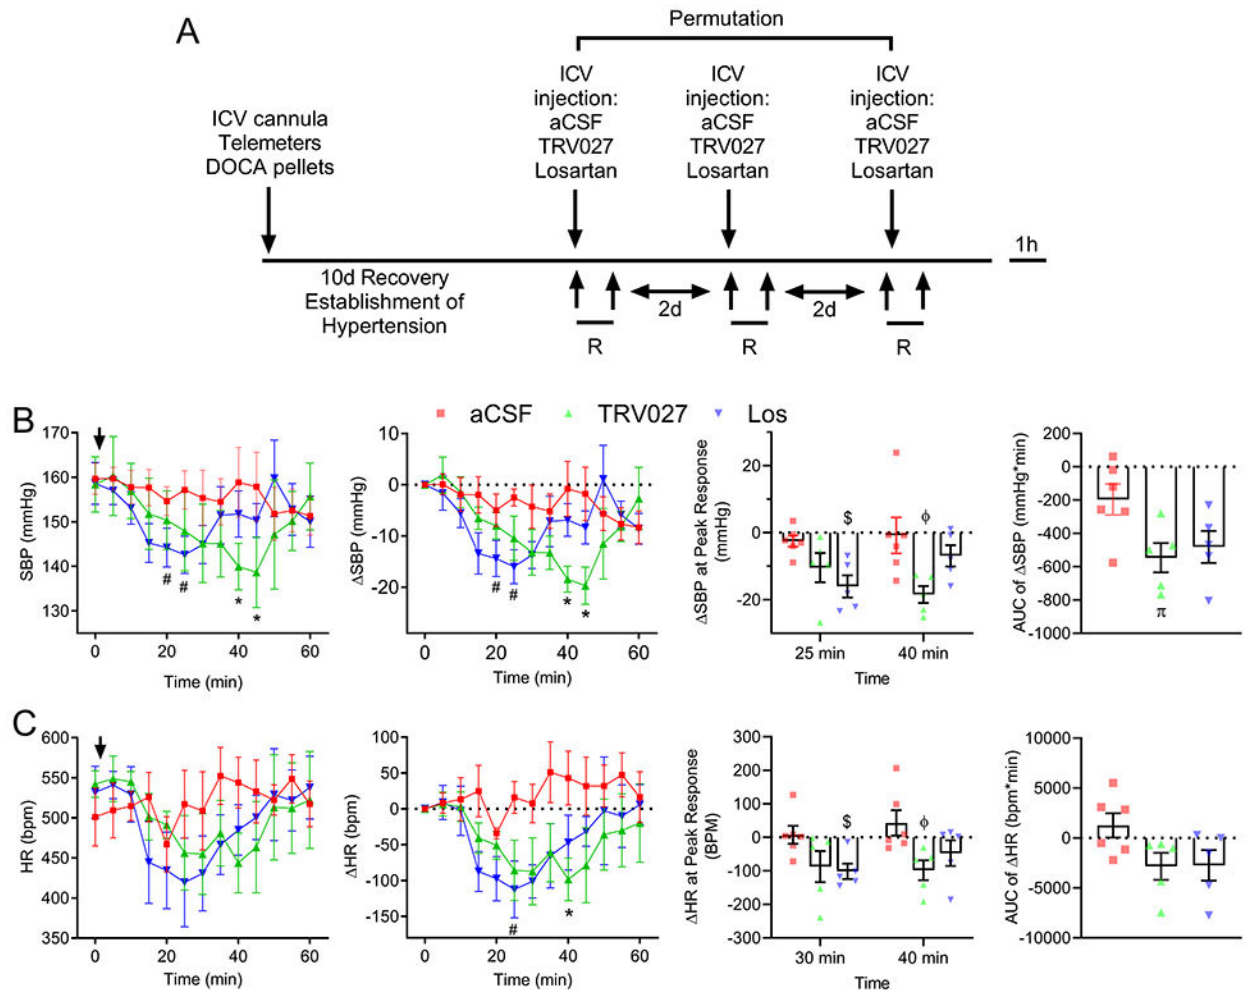 A
Permutation
ICV cannula
Telemeters
DOCA pellets
ICV
injection:
aCSF
TRV027
Losartan
ICV
injection:
aCSF
TRV027
Losartan
ICV
injection:
aCSF
TRV027
Losartan
1h
10d Recovery
Establishment of
Hypertension
2d
2d
R
R
R
B
aCSF
TRV027
Los
SBP (mmHg)
170
160
150
140
130
#
#
*
*
0
20
40
60
Time (min)
ΔSBP (mmHg)
10
0
-10
-20
#
#
*
*
0
20
40
60
Time (min)
ΔSBP at Peak Response
(mmHg)
20
0
-20
$
ϕ
25 min
40 min
Time
AUC of ΔSBP (mmHg*min)
200
0
-200
-400
-600
-800
-1000
π
C
HR (bpm)
600
550
500
450
400
350
0
20
40
60
Time (min)
ΔHR (bpm)
100
50
0
-50
-100
-150
#
*
0
20
40
60
Time (min)
ΔHR at Peak Response
(BPM)
300
200
100
0
-100
-200
-300
$
ϕ
30 min
40 min
Time
AUC of ΔHR (bpm*min)
10000
5000
0
-5000
-10000